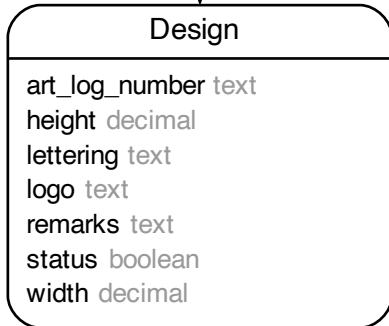 Design
art_log_number text
height decimal
lettering text
logo text
remarks text
status boolean
width decimal